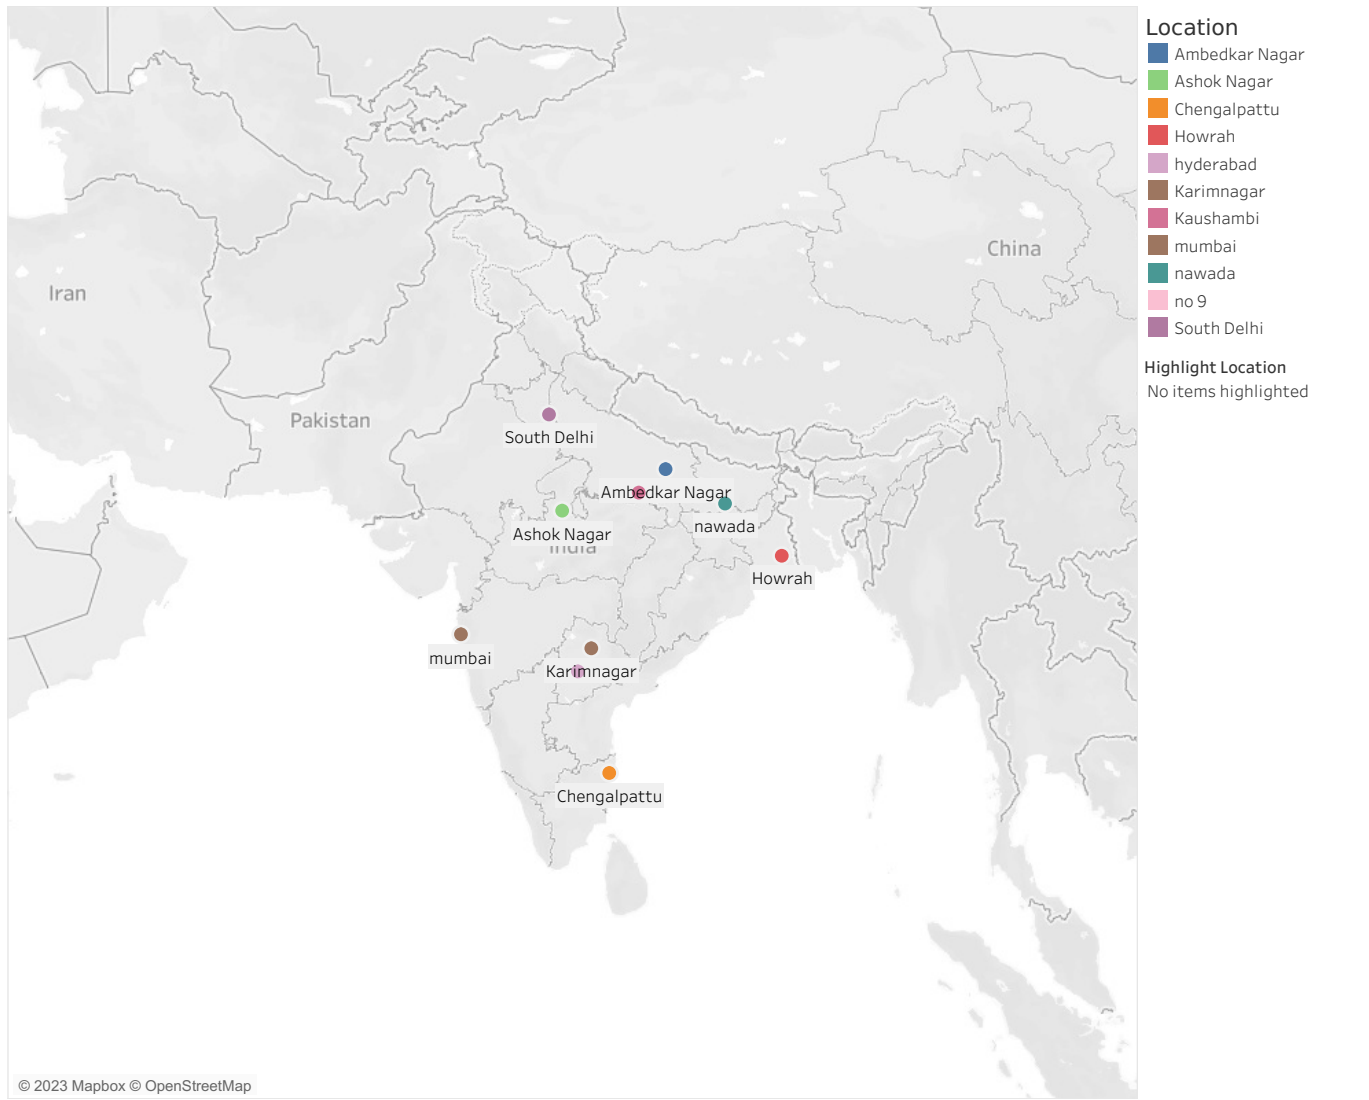 Location
Ambedkar Nagar
Ashok Nagar
Chengalpattu
Howrah
hyderabad
Karimnagar
Kaushambi
mumbai
nawada
no 9
South Delhi
Highlight Location
No items highlighted
China
Iran
Pakistan
South Delhi
Ambedkar Nagar
nawada
Ashok Nagar
India
Howrah
mumbai
Karimnagar
Chengalpattu
© 2023 Mapbox © OpenStreetMap